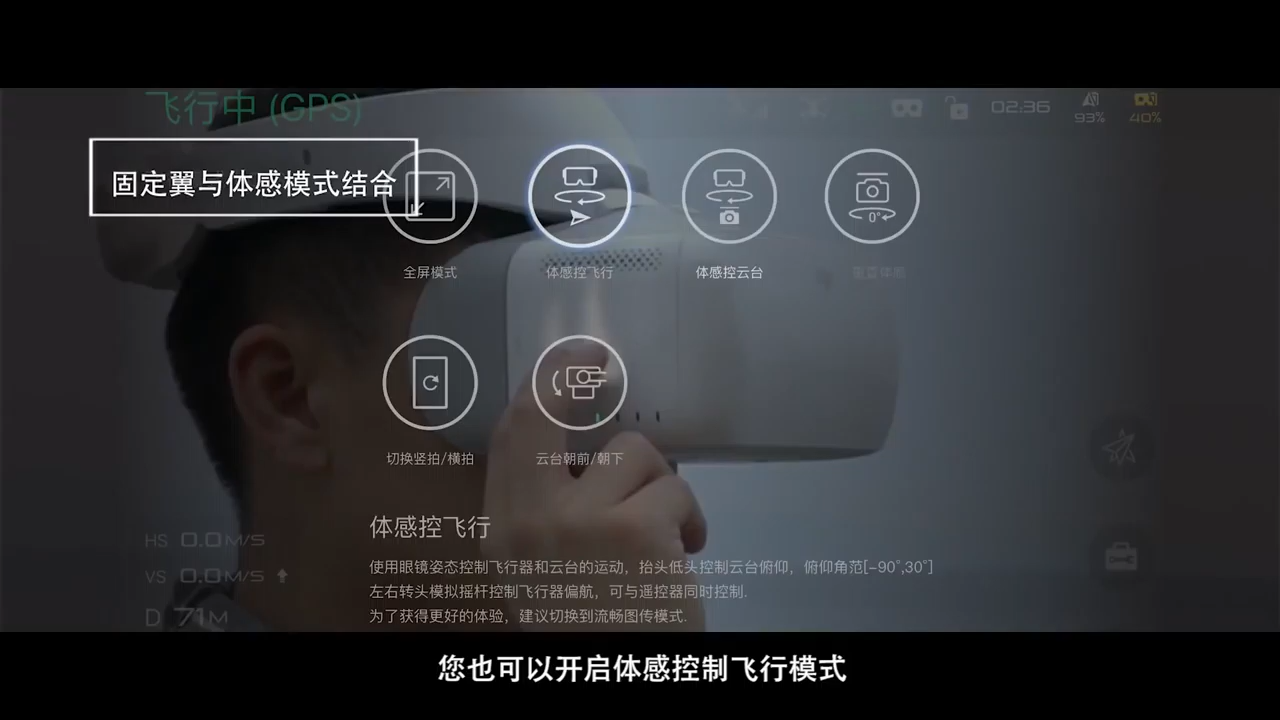 飞行中 (GPS)
02:36
93%
40%
固定翼与体感模式结合
0°
全屏模式
体感控飞行
体感控云台
重置体感
切换竖拍/横拍
云台朝前/朝下
体感控飞行
使用眼镜姿态控制飞行器和云台的运动，抬头低头控制云台俯仰，俯仰角范[-90°,30°]
左右转头模拟摇杆控制飞行器偏航，可与遥控器同时控制.
为了获得更好的体验，建议切换到流畅图传模式.
HS 0.0M/S
VS 0.0M/S
D 71M
您也可以开启体感控制飞行模式